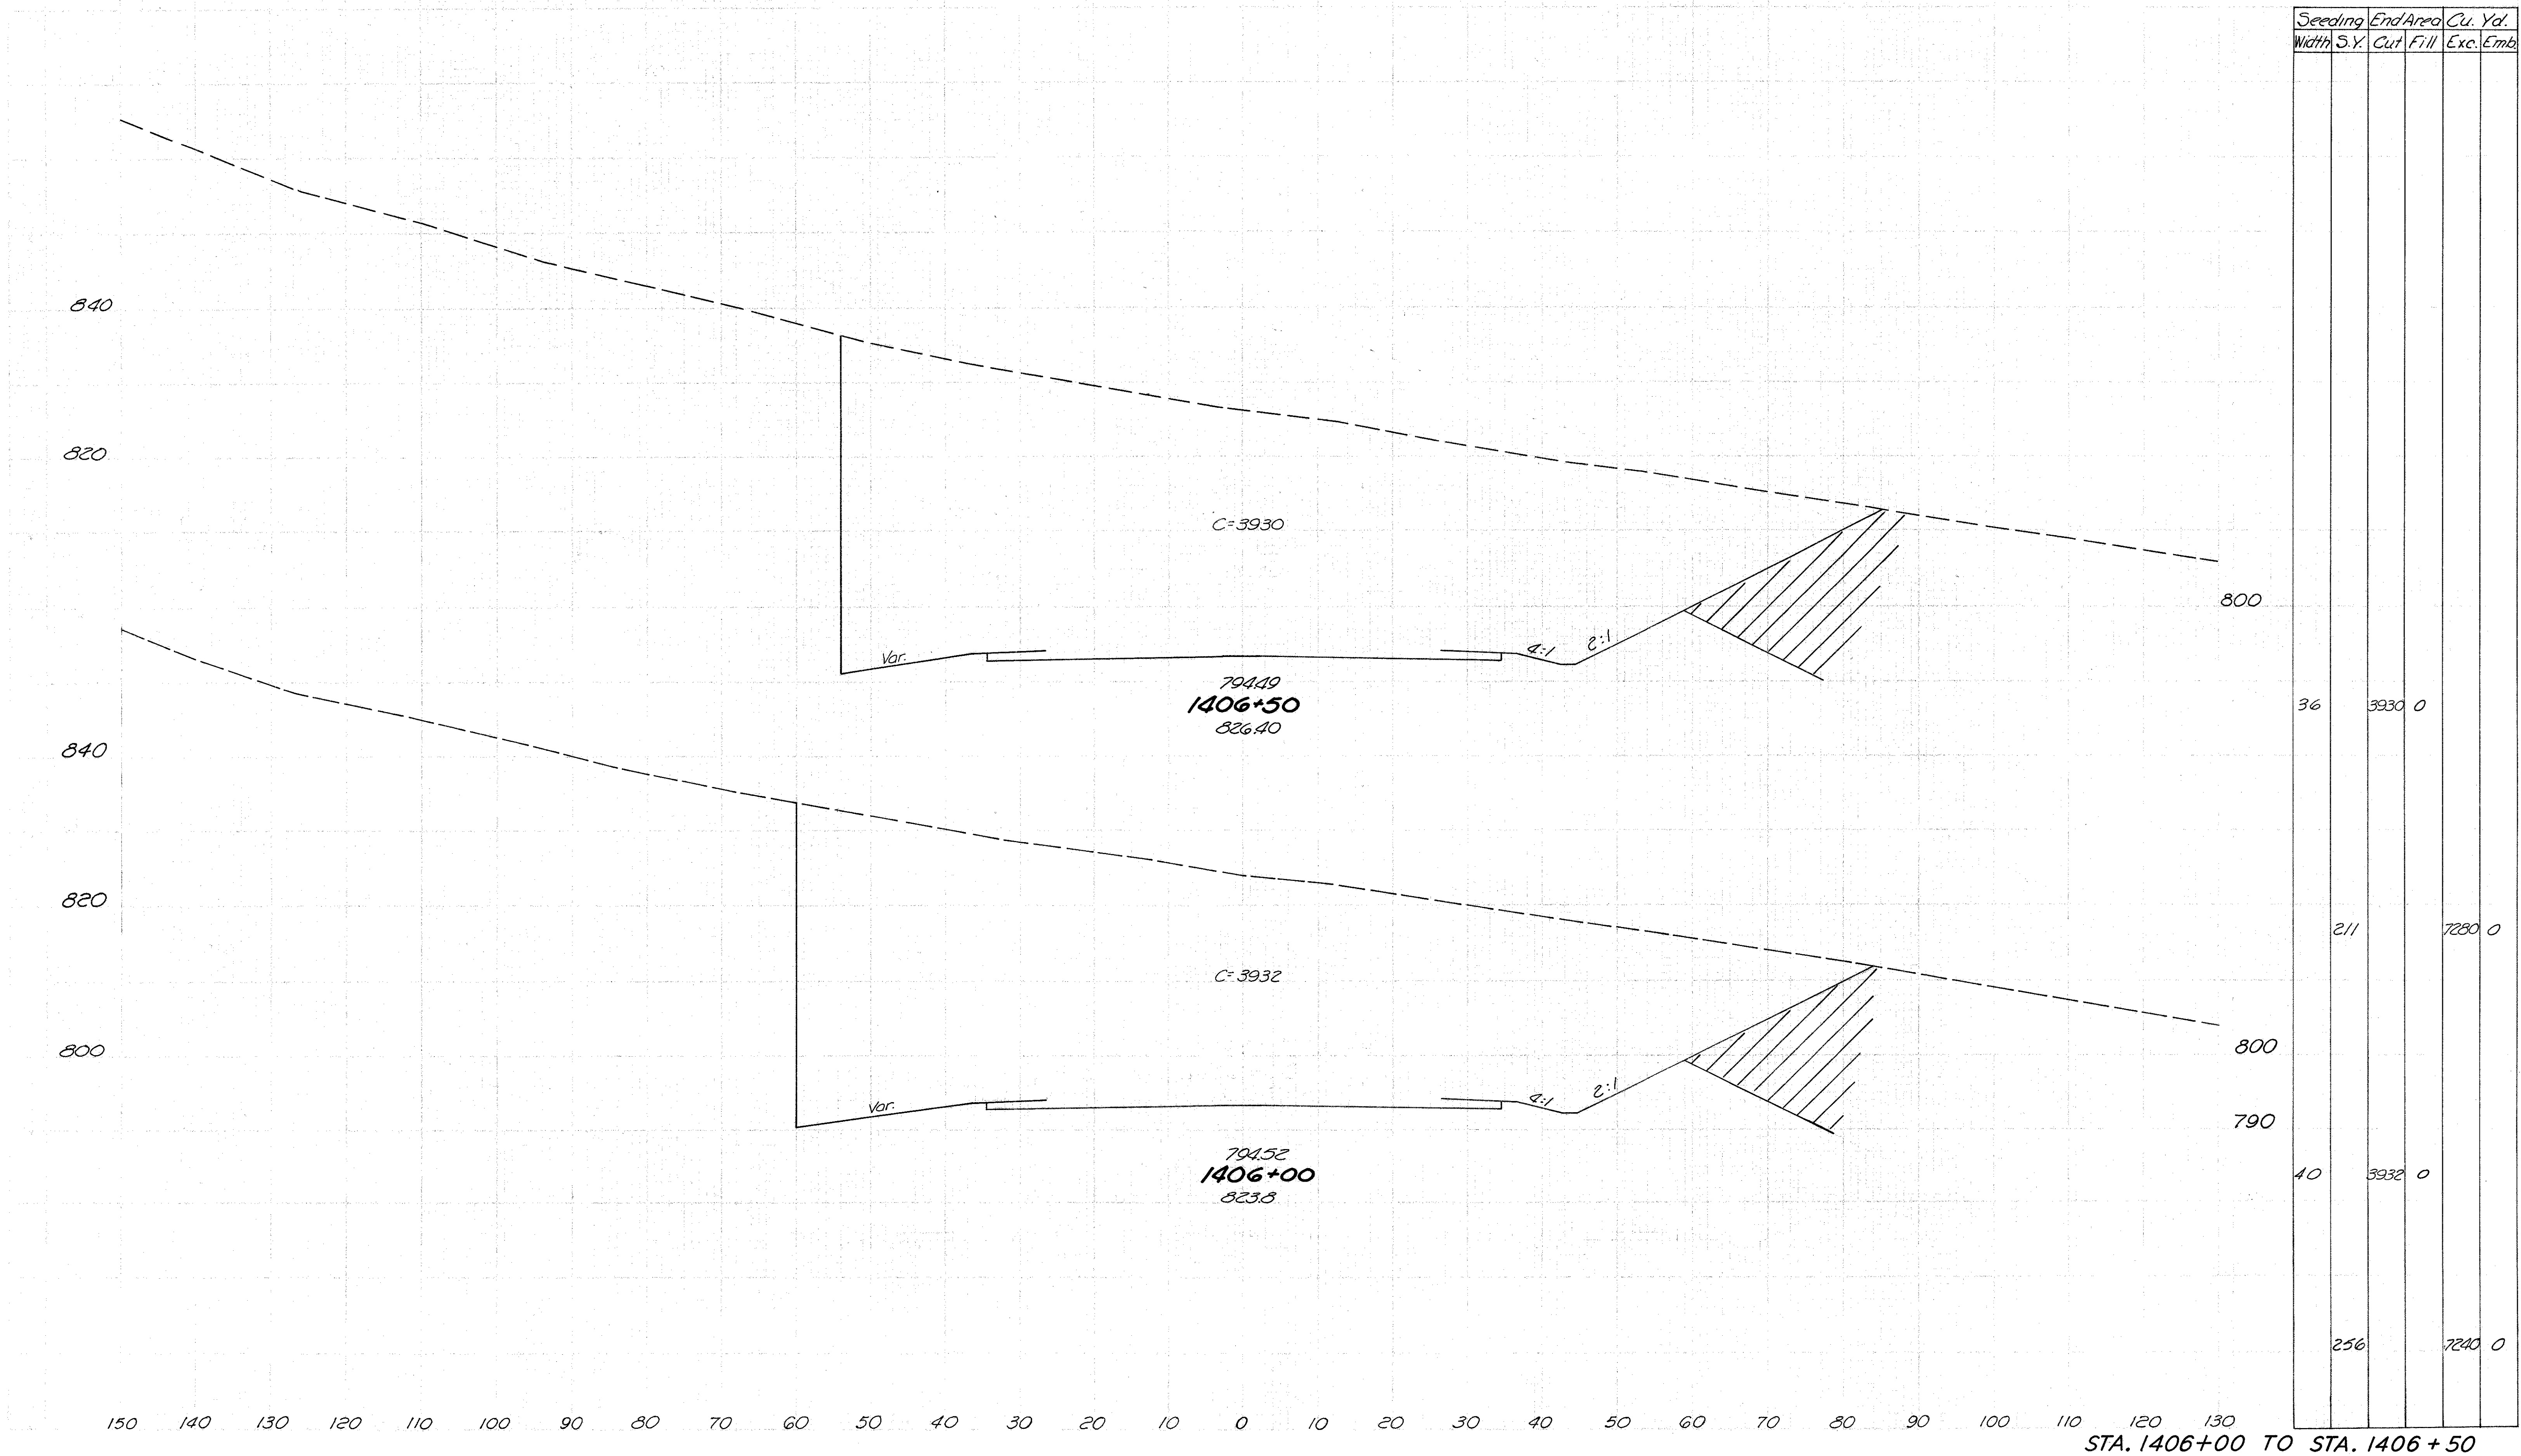 Seeding End Area Cu. Yd.
Width S.Y. Cut Fill Exc. Emb.
840
820
C=3930
800
Var.
4:1
2:1
794.49
1406+50
826.40
36 3930 0
840
820
211 7280 0
C=3932
800
800
Var.
4:1
2:1
790
794.52
1406+00
823.8
40 3932 0
256 7240 0
150 140 130 120 110 100 90 80 70 60 50 40 30 20 10 0 10 20 30 40 50 60 70 80 90 100 110 120 130
STA. 1406+00 TO STA. 1406+50